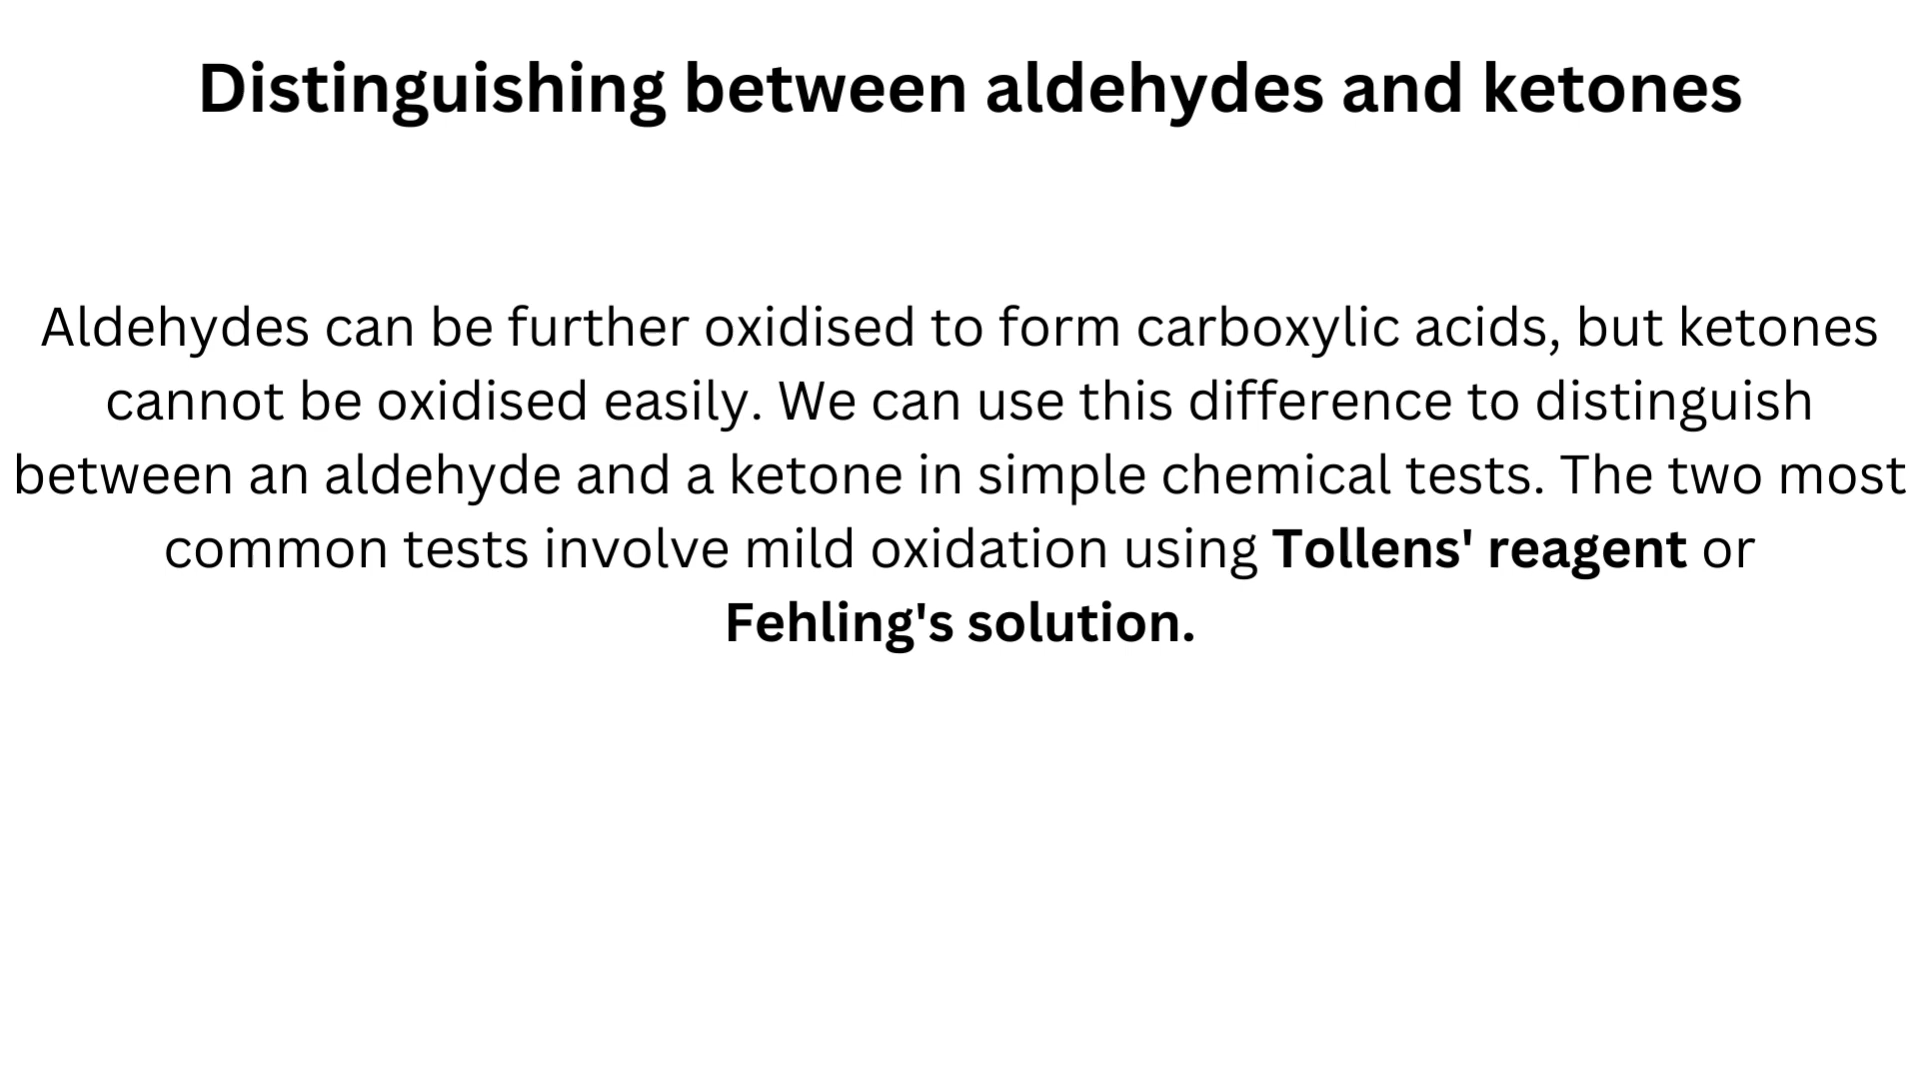 Distinguishing between aldehydes and ketones
Aldehydes can be further oxidised to form carboxylic acids, but ketones
cannot be oxidised easily. We can use this difference to distinguish
between an aldehyde and a ketone in simple chemical tests. The two most
common tests involve mild oxidation using Tollens' reagent or
Fehling's solution.